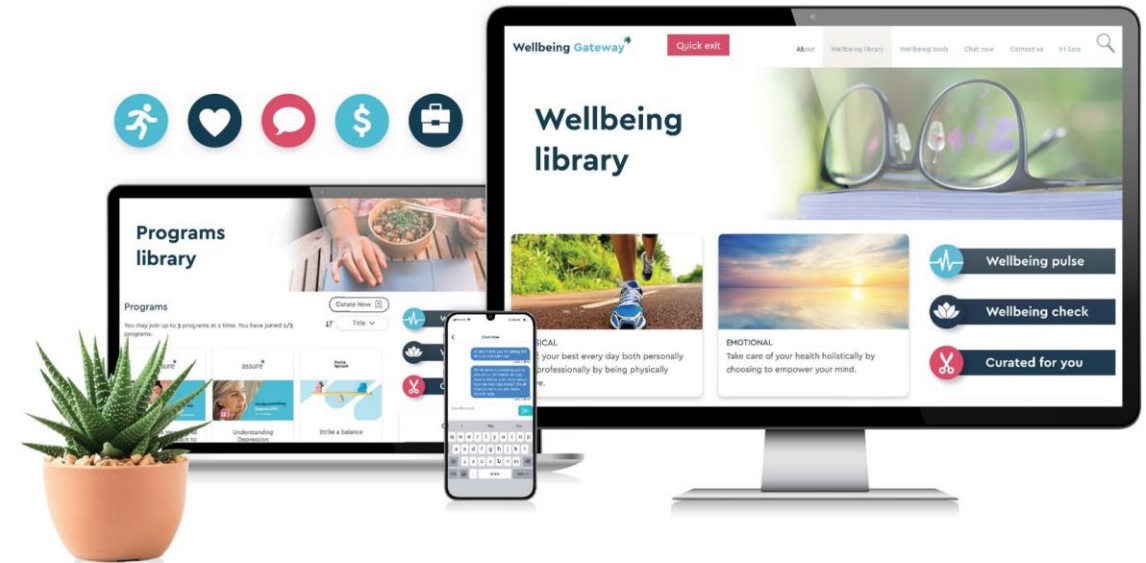 Wellbeing Gateway
Quick exit
About Wellbeing library Wellbeing tools Chat now Contact us Hi Sara
Wellbeing
library
Wellbeing pulse
Wellbeing check
Curated for you
EMOTIONAL
Take care of your health holistically by
choosing to empower your mind.
your best every day both personally
professionally by being physically
Programs
library
Programs
Curate Now
You may join up to 3 programs at a time. You have joined 1/3
programs.
Title
assure
Understanding
Depression
Strike a balance
Chat Now
q w e r t y u i o p
a s d f g h j k l
z x c v b n m
space